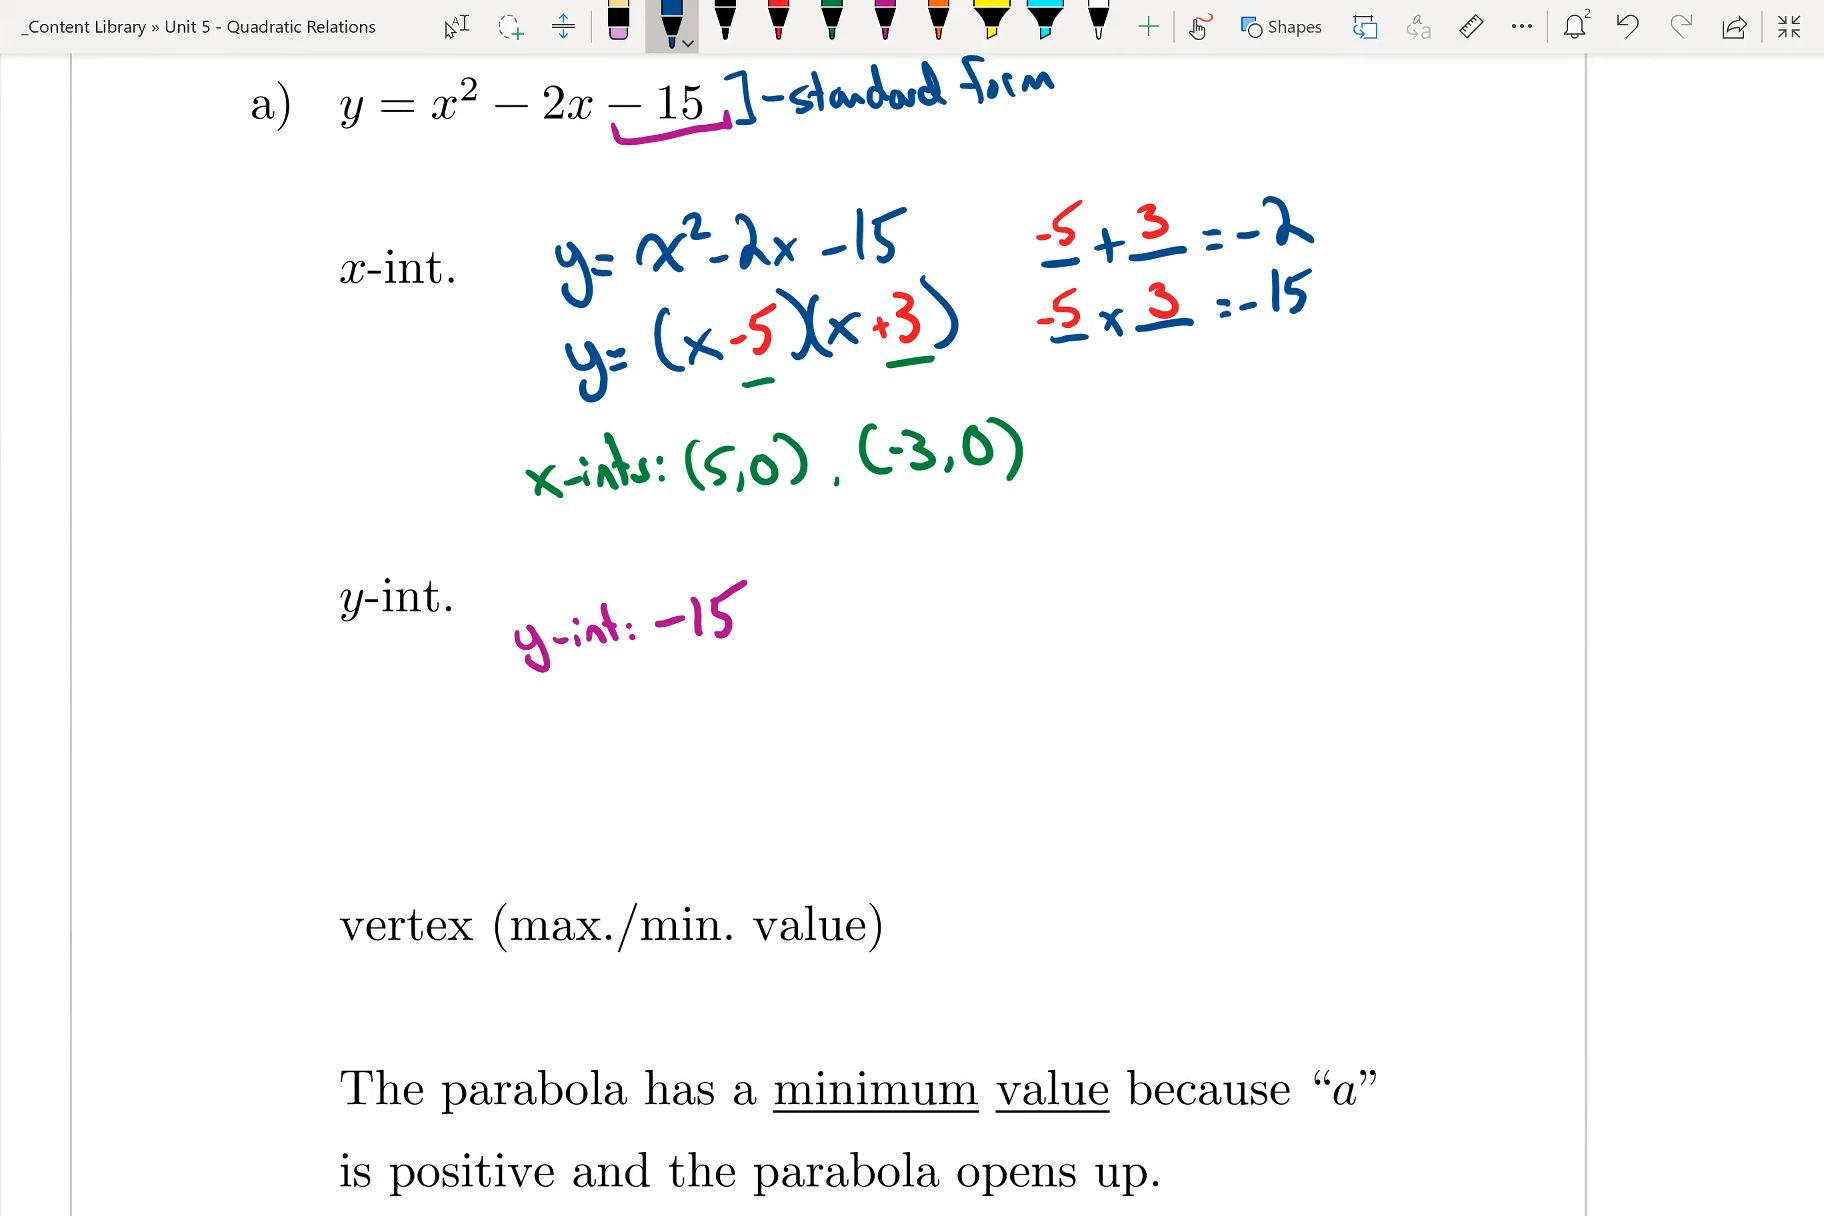 _Content Library » Unit 5 - Quadratic Relations
Shapes
2
a) y = x² − 2x − 15 ] - standard form
x-int.
y = x² - 2x - 15
-5 + 3 = -2
y = (x - 5)(x + 3)
-5 x 3 = -15
x-ints: (5,0), (-3,0)
y-int.
y-int: -15
vertex (max./min. value)
The parabola has a minimum value because “a”
is positive and the parabola opens up.